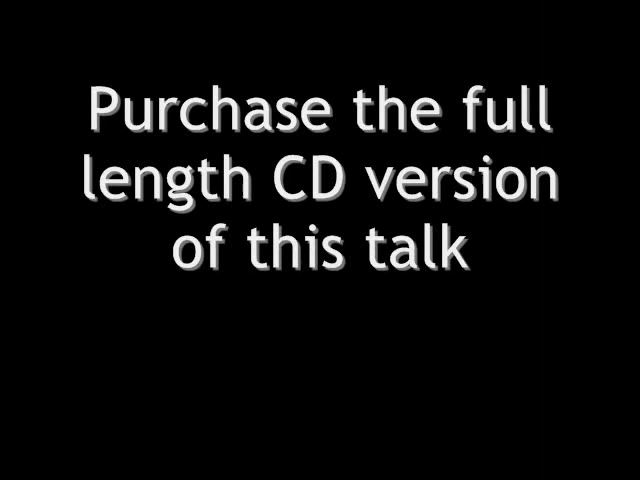 Purchase the full
length CD version
of this talk